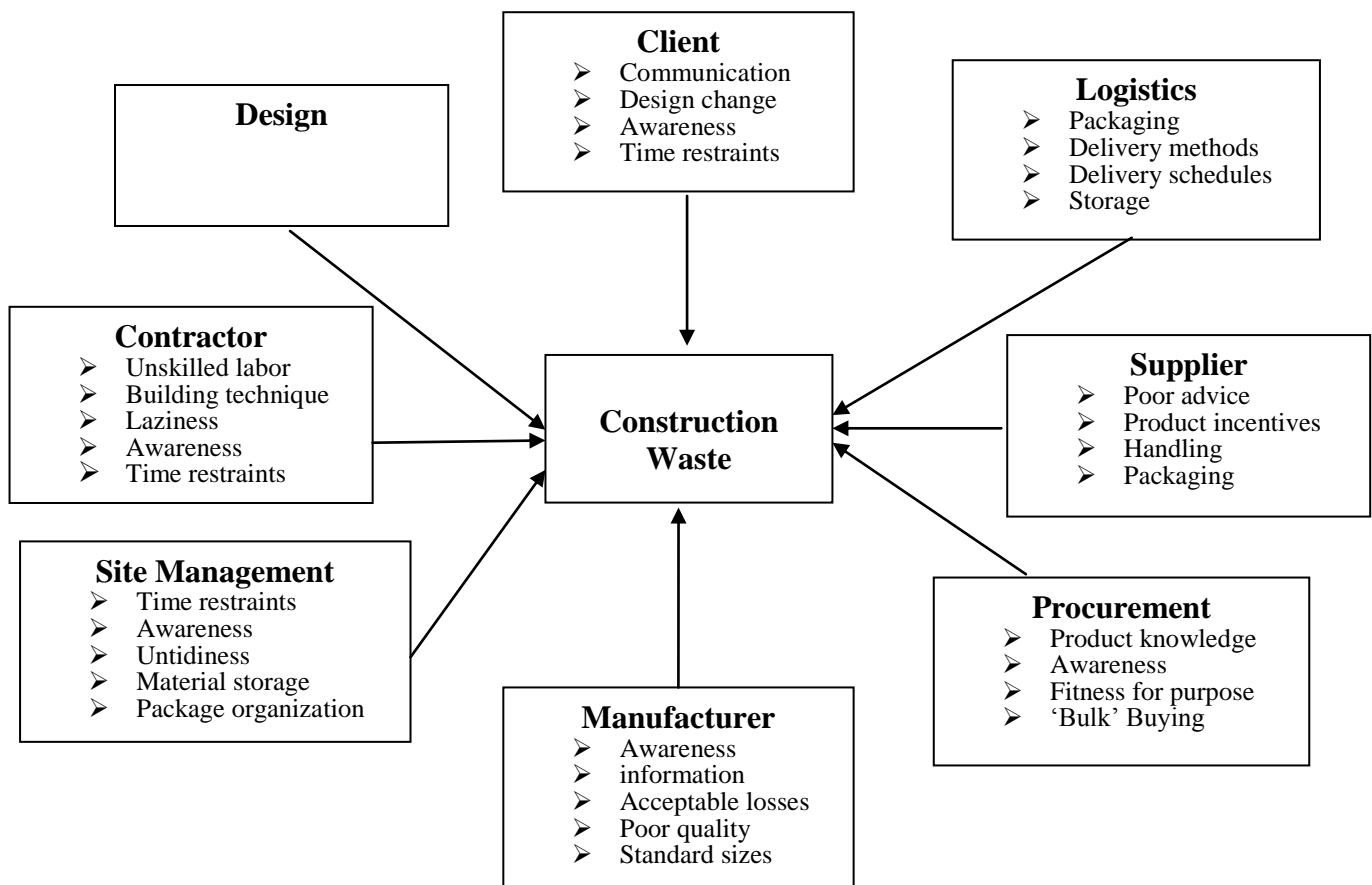 Client
➢ Communication
➢ Design change
➢ Awareness
➢ Time restraints
Design
Logistics
➢ Packaging
➢ Delivery methods
➢ Delivery schedules
➢ Storage
Contractor
➢ Unskilled labor
➢ Building technique
➢ Laziness
➢ Awareness
➢ Time restraints
Construction
Waste
Supplier
➢ Poor advice
➢ Product incentives
➢ Handling
➢ Packaging
Site Management
➢ Time restraints
➢ Awareness
➢ Untidiness
➢ Material storage
➢ Package organization
Manufacturer
➢ Awareness
➢ information
➢ Acceptable losses
➢ Poor quality
➢ Standard sizes
Procurement
➢ Product knowledge
➢ Awareness
➢ Fitness for purpose
➢ ‘Bulk’ Buying